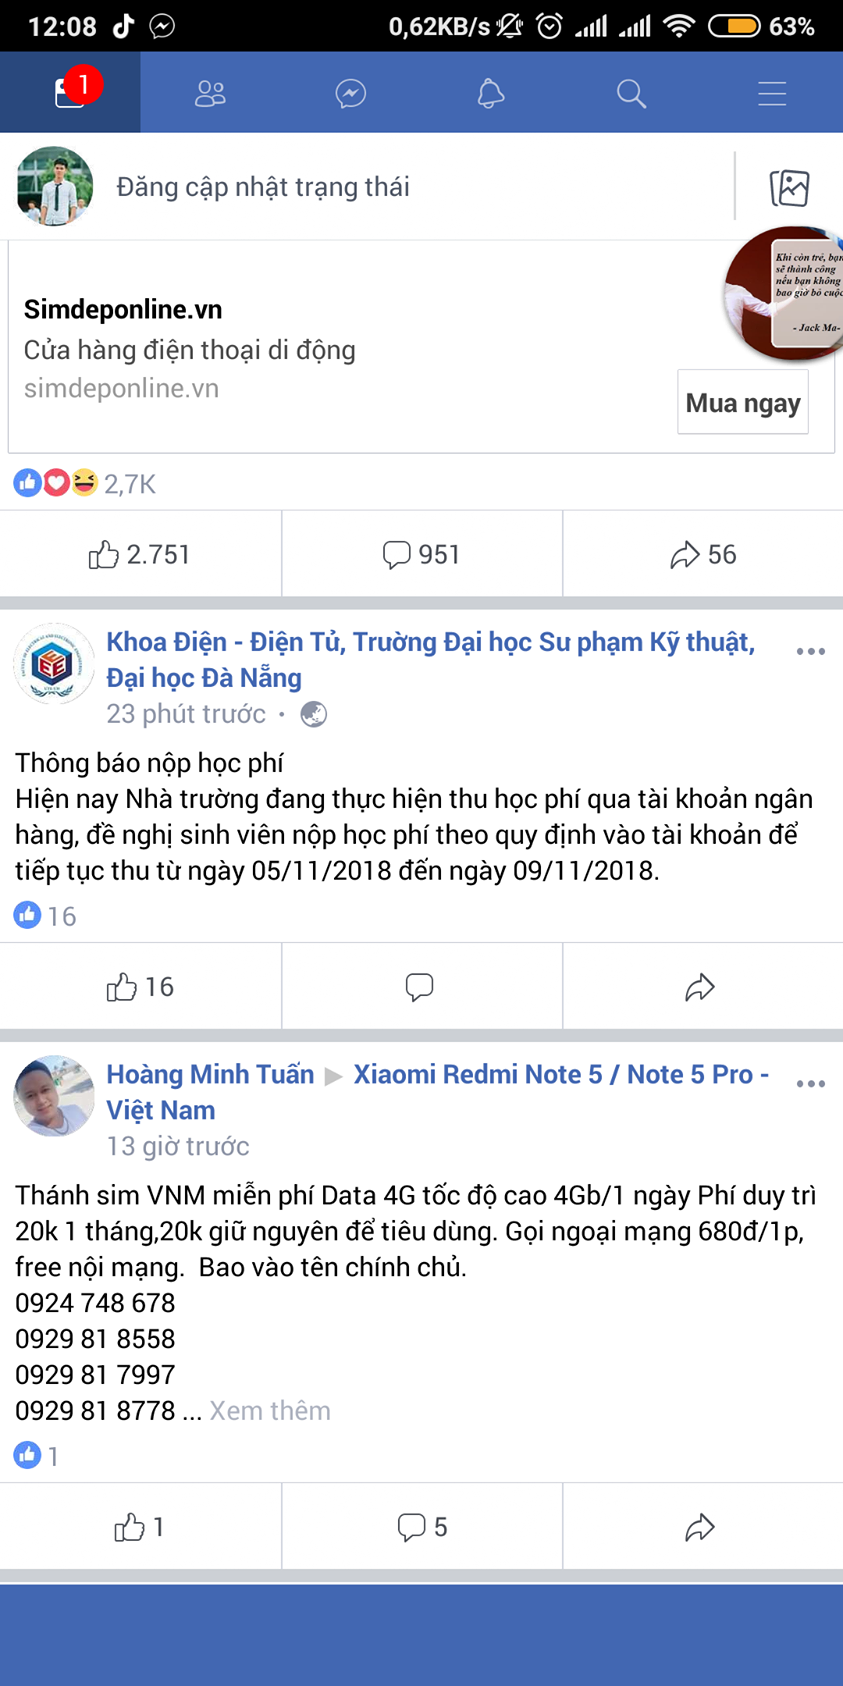 12:08
0,62KB/s
63%
1
Đăng cập nhật trạng thái
Khi còn trẻ, bạn
sẽ thành công
nếu bạn không
bao giờ bỏ cuộc
- Jack Ma-
Simdeponline.vn
Cửa hàng điện thoại di động
simdeponline.vn
Mua ngay
2,7K
2.751
951
56
Khoa Điện - Điện Tử, Trường Đại học Sư phạm Kỹ thuật,
Đại học Đà Nẵng
23 phút trước
Thông báo nộp học phí
Hiện nay Nhà trường đang thực hiện thu học phí qua tài khoản ngân
hàng, đề nghị sinh viên nộp học phí theo quy định vào tài khoản để
tiếp tục thu từ ngày 05/11/2018 đến ngày 09/11/2018.
16
16
Hoàng Minh Tuấn ▶ Xiaomi Redmi Note 5 / Note 5 Pro -
Việt Nam
13 giờ trước
Thánh sim VNM miễn phí Data 4G tốc độ cao 4Gb/1 ngày Phí duy trì
20k 1 tháng,20k giữ nguyên để tiêu dùng. Gọi ngoại mạng 680đ/1p,
free nội mạng.  Bao vào tên chính chủ.
0924 748 678
0929 81 8558
0929 81 7997
0929 81 8778 ... Xem thêm
1
1
5